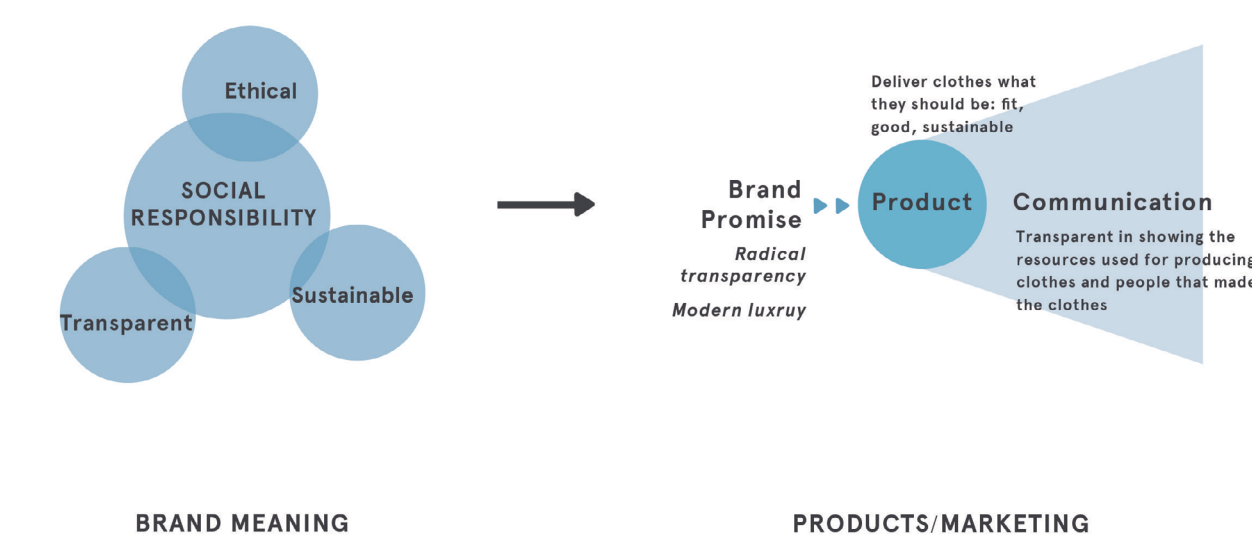 Ethical
SOCIAL
RESPONSIBILITY
Transparent
Sustainable
BRAND MEANING
Brand
Promise
Radical
transparency
Modern luxruy
Deliver clothes what
they should be: fit,
good, sustainable
Product
Communication
Transparent in showing the
resources used for producing
clothes and people that made
the clothes
PRODUCTS/MARKETING